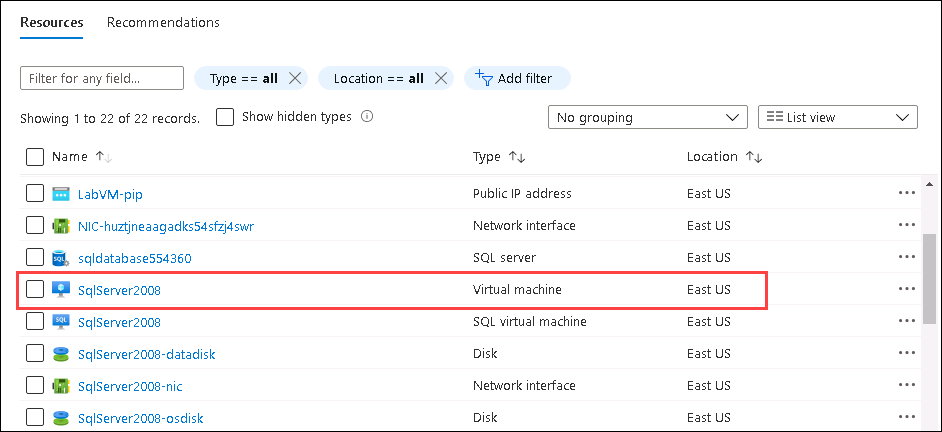 Resources Recommendations
Filter for any field... Type == all Location == all Add filter
Showing 1 to 22 of 22 records. Show hidden types No grouping List view
Name Type Location
LabVM-pip Public IP address East US
NIC-huztjneaagadks54sfzj4swr Network interface East US
SQL sqldatabase554360 SQL server East US
SqlServer2008 Virtual machine East US
SQL SqlServer2008 SQL virtual machine East US
SqlServer2008-datadisk Disk East US
SqlServer2008-nic Network interface East US
SqlServer2008-osdisk Disk East US